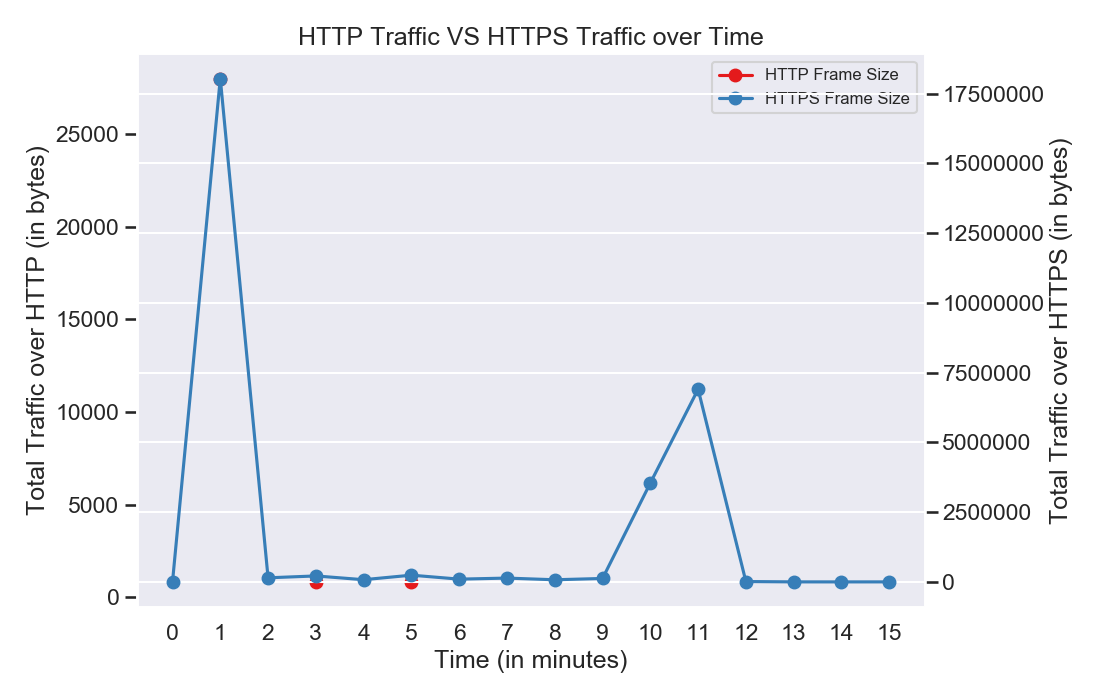 HTTP Traffic VS HTTPS Traffic over Time
HTTP Frame Size
HTTPS Frame Size
Total Traffic over HTTP (in bytes)
25000
20000
15000
10000
5000
0
17500000
15000000
12500000
10000000
7500000
5000000
2500000
0
Total Traffic over HTTPS (in bytes)
0 1 2 3 4 5 6 7 8 9 10 11 12 13 14 15
Time (in minutes)